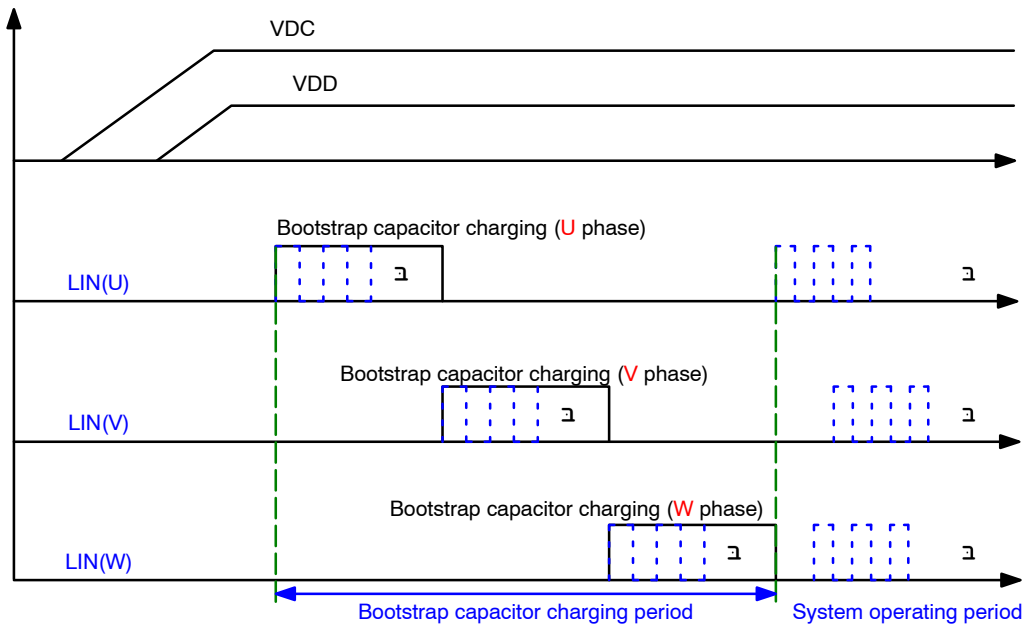 VDC
VDD
Bootstrap capacitor charging (U phase)
LIN(U)
בּ
בּ
Bootstrap capacitor charging (V phase)
LIN(V)
בּ
בּ
Bootstrap capacitor charging (W phase)
LIN(W)
בּ
בּ
Bootstrap capacitor charging period
System operating period